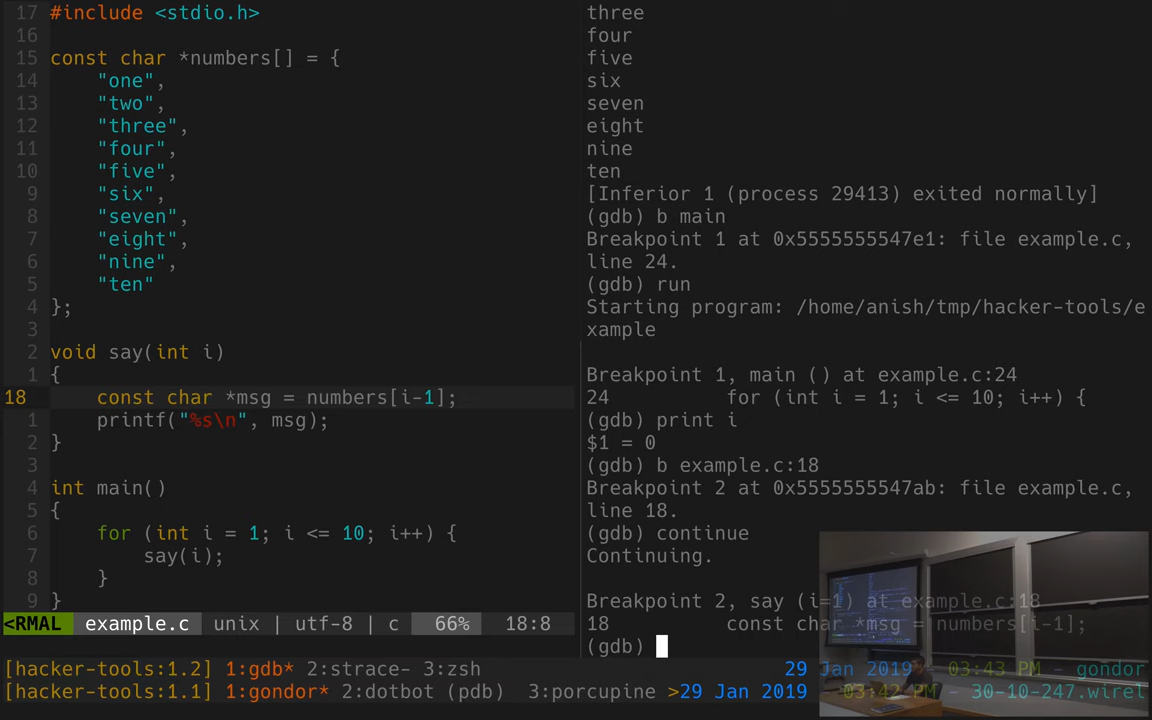 17 #include <stdio.h>
16
15 const char *numbers[] = {
14     "one",
13     "two",
12     "three",
11     "four",
10     "five",
9     "six",
8     "seven",
7     "eight",
6     "nine",
5     "ten"
4 };
3
2 void say(int i)
1 {
18     const char *msg = numbers[i-1];
1     printf("%s\n", msg);
2 }
3
4 int main()
5 {
6     for (int i = 1; i <= 10; i++) {
7         say(i);
8     }
9 }
<RMAL example.c unix | utf-8 | c 66% 18:8
three
four
five
six
seven
eight
nine
ten
[Inferior 1 (process 29413) exited normally]
(gdb) b main
Breakpoint 1 at 0x5555555547e1: file example.c,
line 24.
(gdb) run
Starting program: /home/anish/tmp/hacker-tools/e
xample
Breakpoint 1, main () at example.c:24
24          for (int i = 1; i <= 10; i++) {
(gdb) print i
$1 = 0
(gdb) b example.c:18
Breakpoint 2 at 0x5555555547ab: file example.c,
line 18.
(gdb) continue
Continuing.
Breakpoint 2, say (i=1) at example.c:18
18          const char *msg = numbers[i-1];
(gdb)
[hacker-tools:1.2] 1:gdb* 2:strace- 3:zsh 29 Jan 2019 - 03:43 PM - gondor
[hacker-tools:1.1] 1:gondor* 2:dotbot (pdb) 3:porcupine >29 Jan 2019 - 03:42 PM - 30-10-247.wirel